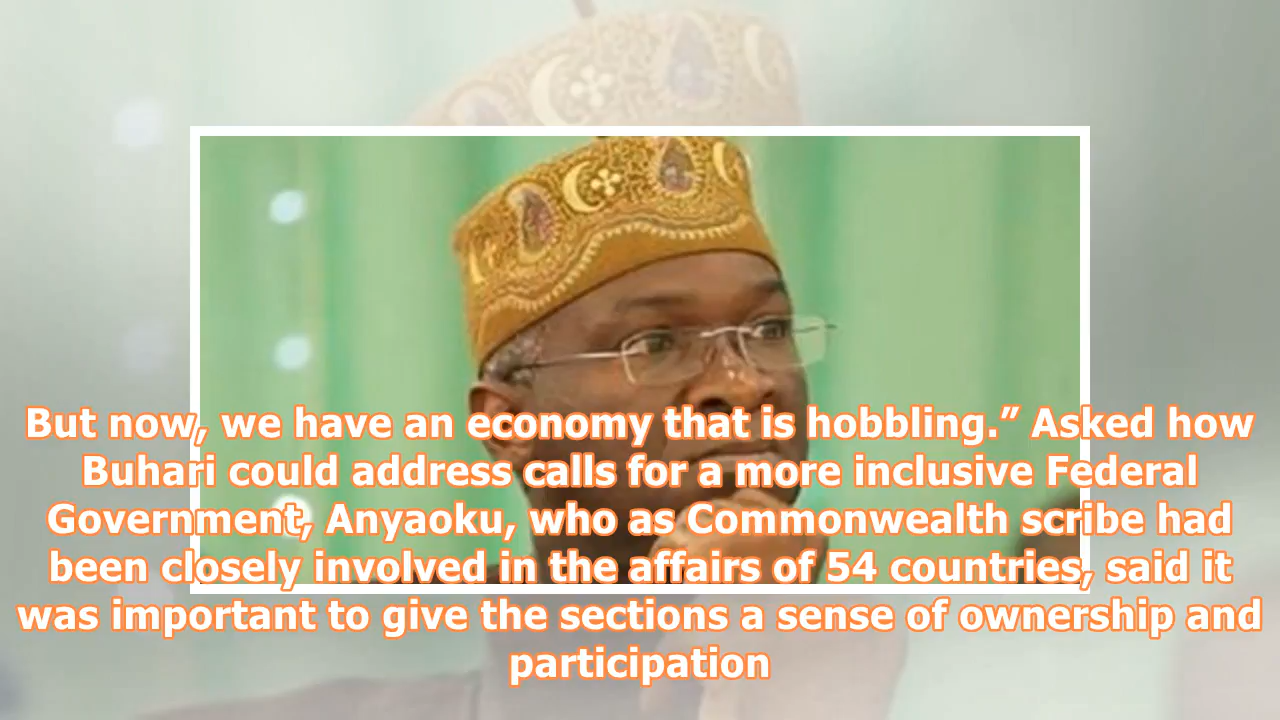 But now, we have an economy that is hobbling.” Asked how
Buhari could address calls for a more inclusive Federal
Government, Anyaoku, who as Commonwealth scribe had
been closely involved in the affairs of 54 countries, said it
was important to give the sections a sense of ownership and
participation